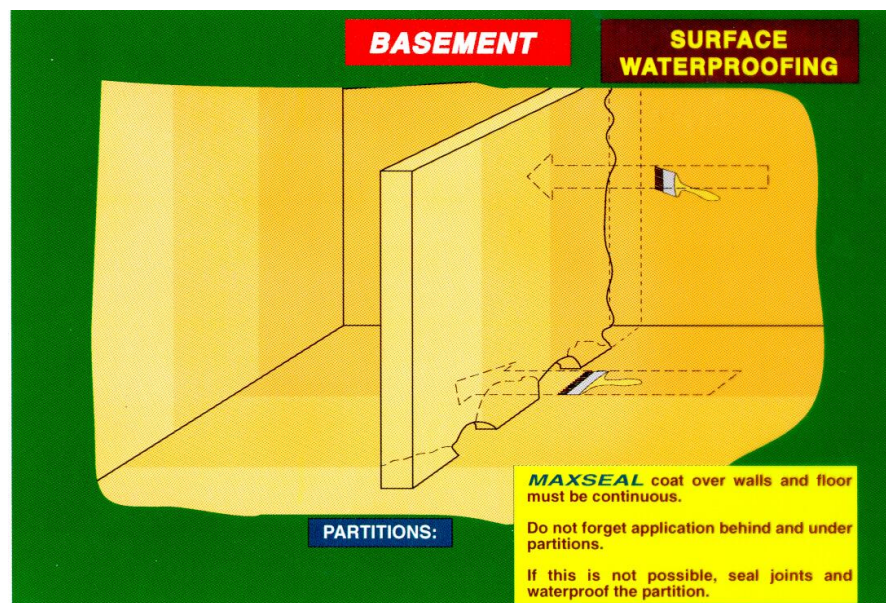 BASEMENT
SURFACE
WATERPROOFING
PARTITIONS:
MAXSEAL coat over walls and floor
must be continuous.
Do not forget application behind and under
partitions.
If this is not possible, seal joints and
waterproof the partition.